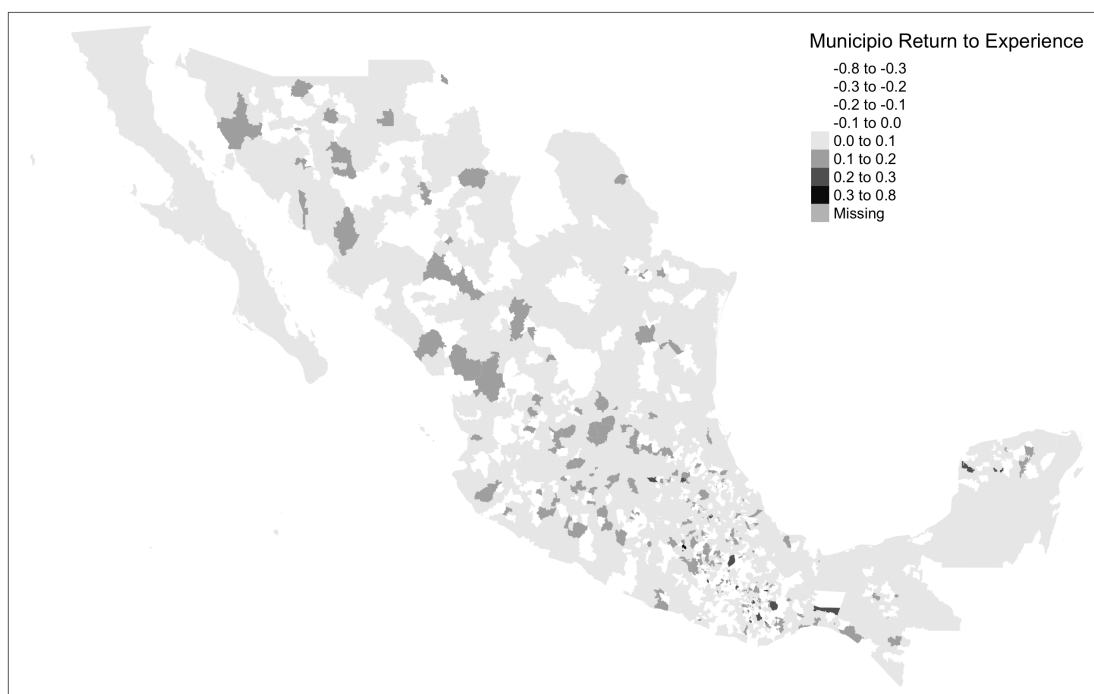 Municipio Return to Experience
-0.8 to -0.3
-0.3 to -0.2
-0.2 to -0.1
-0.1 to 0.0
0.0 to 0.1
0.1 to 0.2
0.2 to 0.3
0.3 to 0.8
Missing